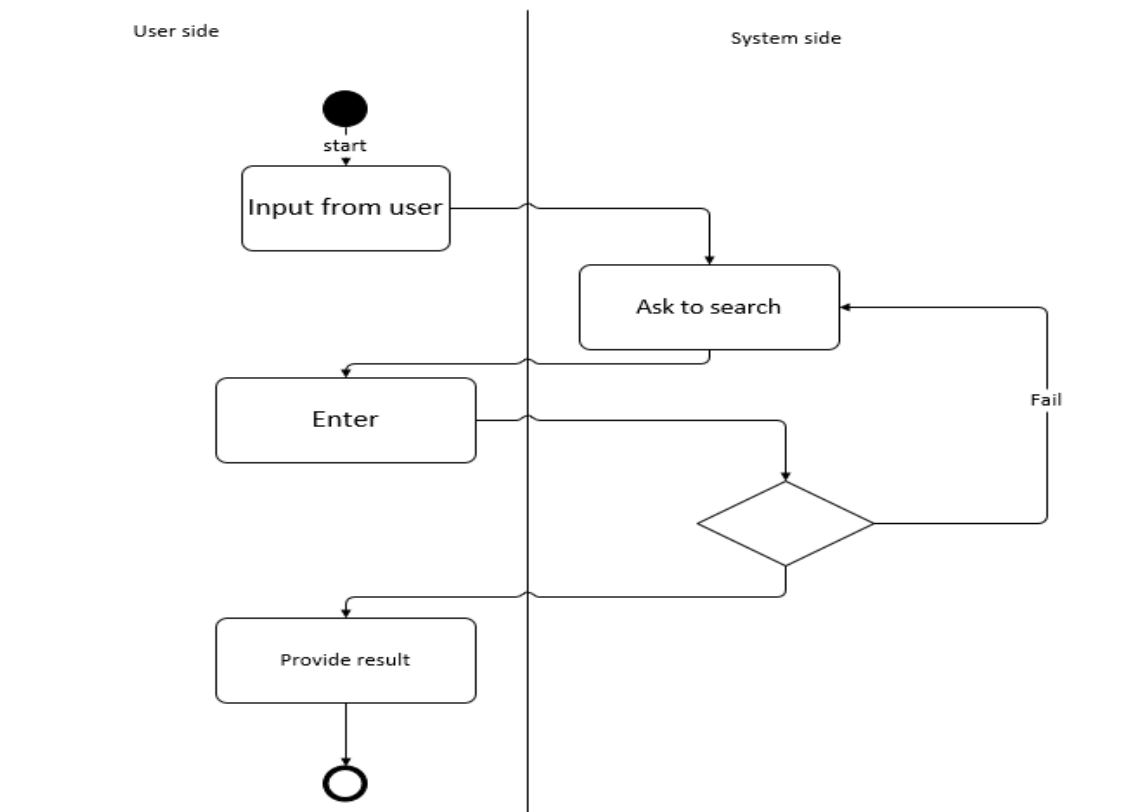 User side
System side
start
Input from user
Ask to search
Fail
Enter
Provide result